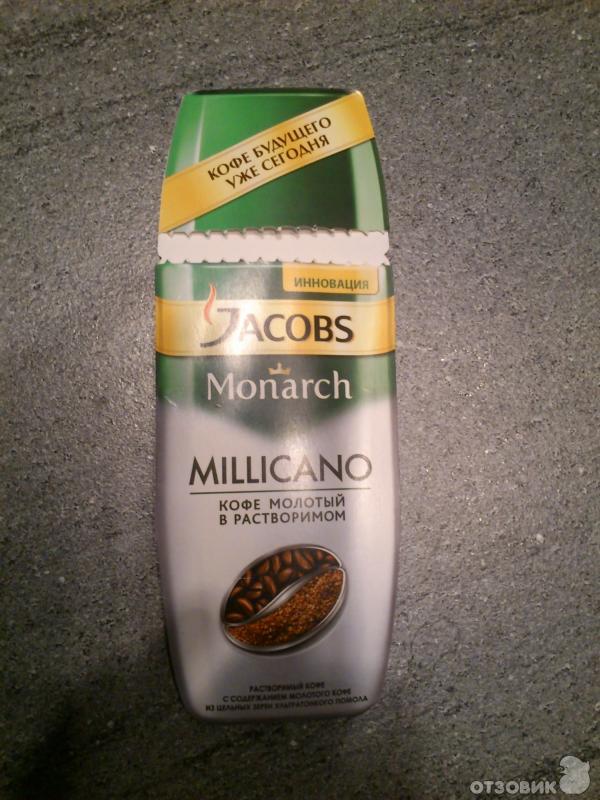 КОФЕ БУДУЩЕГО
УЖЕ СЕГОДНЯ
ИННОВАЦИЯ
JACOBS
Monarch
MILLICANO
КОФЕ МОЛОТЫЙ
В РАСТВОРИМОМ
РАСТВОРИМЫЙ КОФЕ
С СОДЕРЖАНИЕМ МОЛОТОГО КОФЕ
ИЗ ЦЕЛЬНЫХ ЗЕРЕН УЛЬТРАТОНКОГО ПОМОЛА
ОТЗОВИК